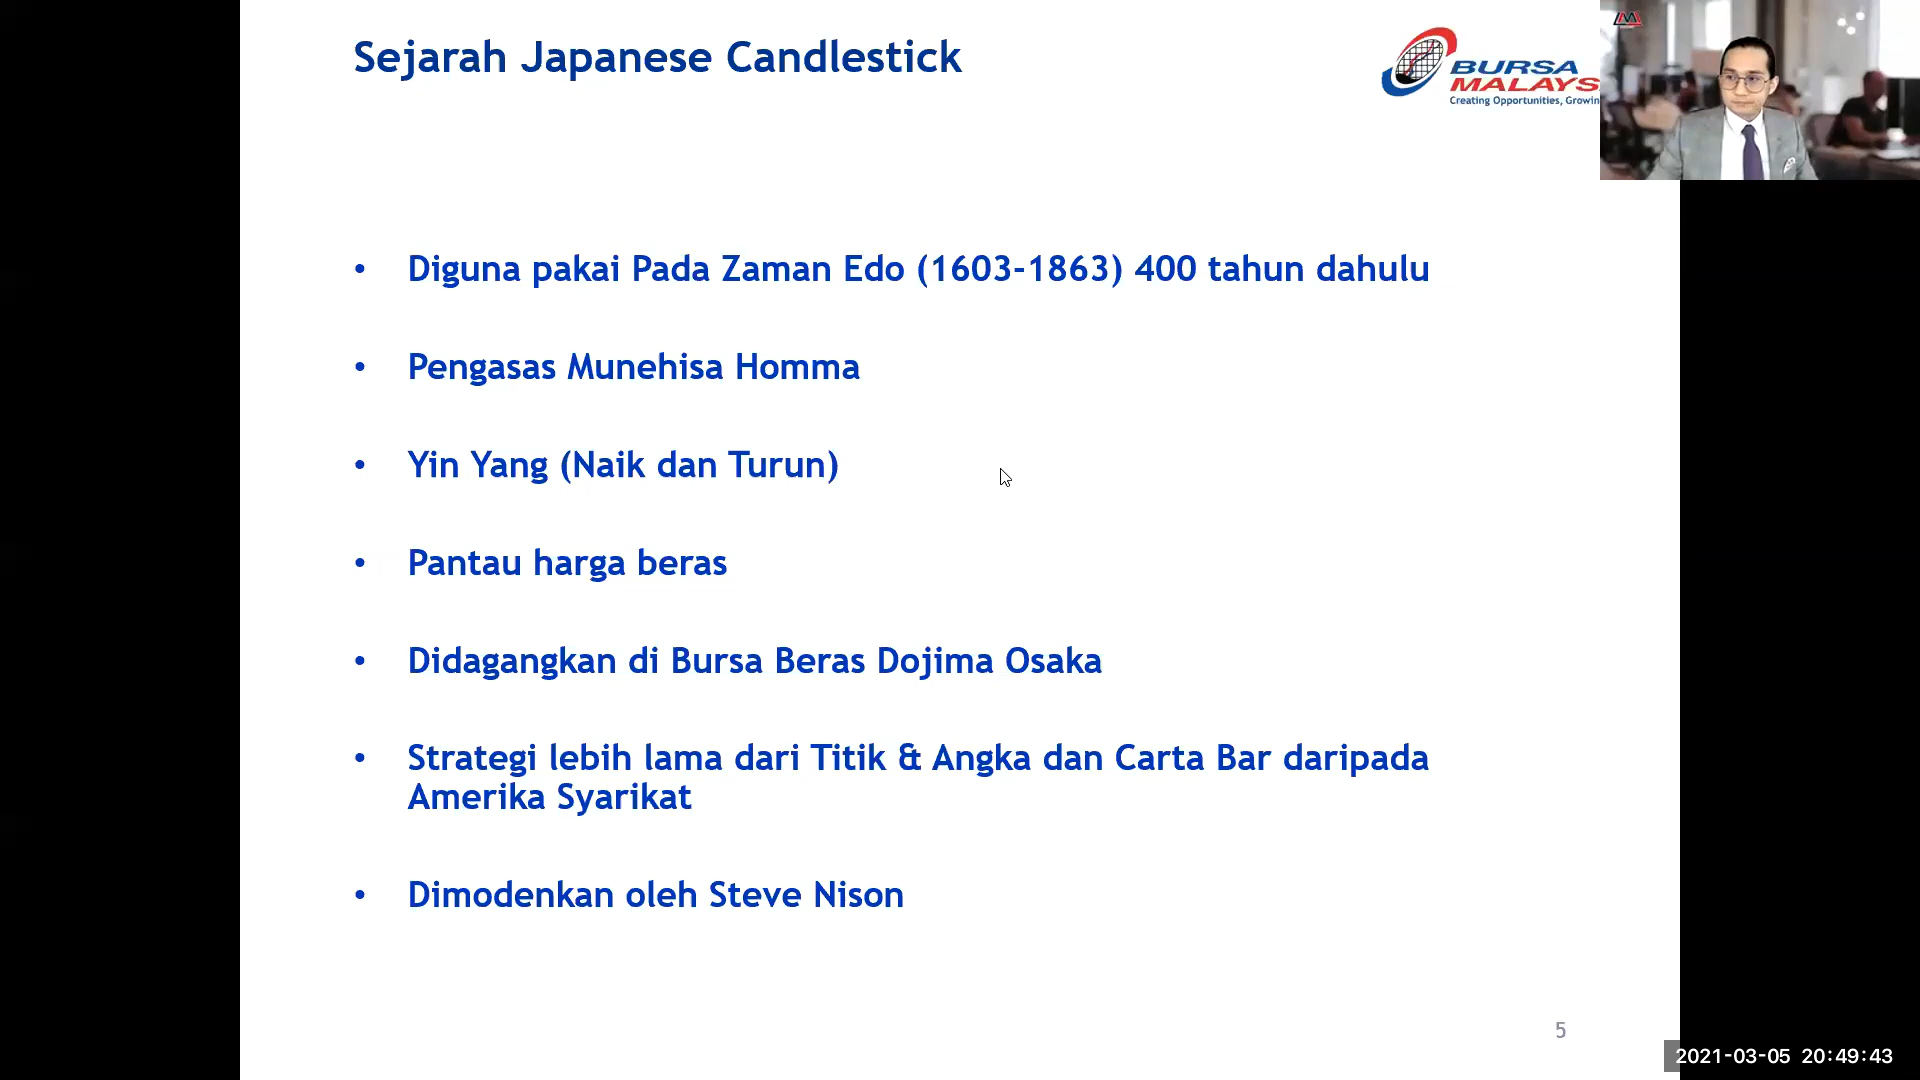 Sejarah Japanese Candlestick
BURSA
MALAYS
Creating Opportunities, Growin
• Diguna pakai Pada Zaman Edo (1603-1863) 400 tahun dahulu
• Pengasas Munehisa Homma
• Yin Yang (Naik dan Turun)
• Pantau harga beras
• Didagangkan di Bursa Beras Dojima Osaka
• Strategi lebih lama dari Titik & Angka dan Carta Bar daripada
Amerika Syarikat
• Dimodenkan oleh Steve Nison
5
2021-03-05 20:49:43